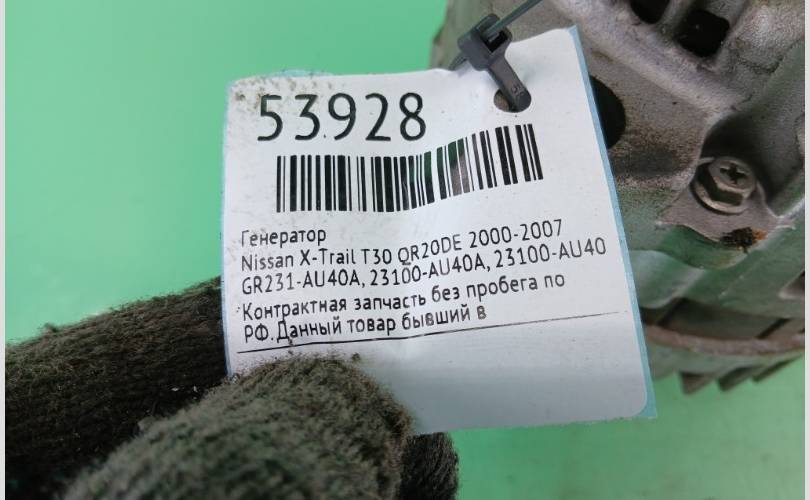 53928
Генератор
Nissan X-Trail T30 QR20DE 2000-2007
GR231-AU40A, 23100-AU40A, 23100-AU40
Контрактная запчасть без пробега по
РФ.Данный товар бывший в